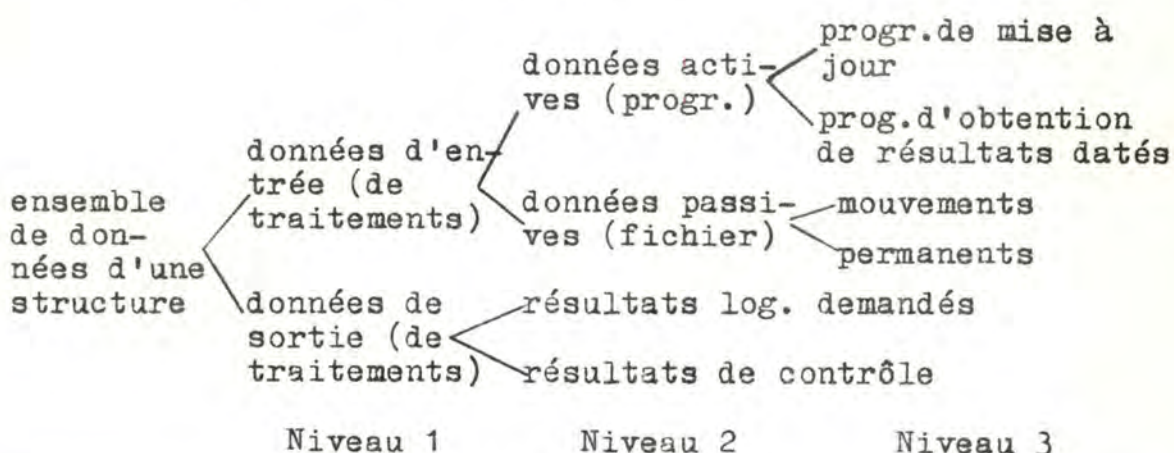 progr.de mise à
jour
données acti-
ves (progr.)
prog.d'obtention
de résultats datés
données d'en-
trée (de
traitements)
ensemble
de don-
nées d'une
structure
données passi-
ves (fichier)
mouvements
permanents
données de
sortie (de
traitements)
résultats log. demandés
résultats de contrôle
Niveau 1 Niveau 2 Niveau 3